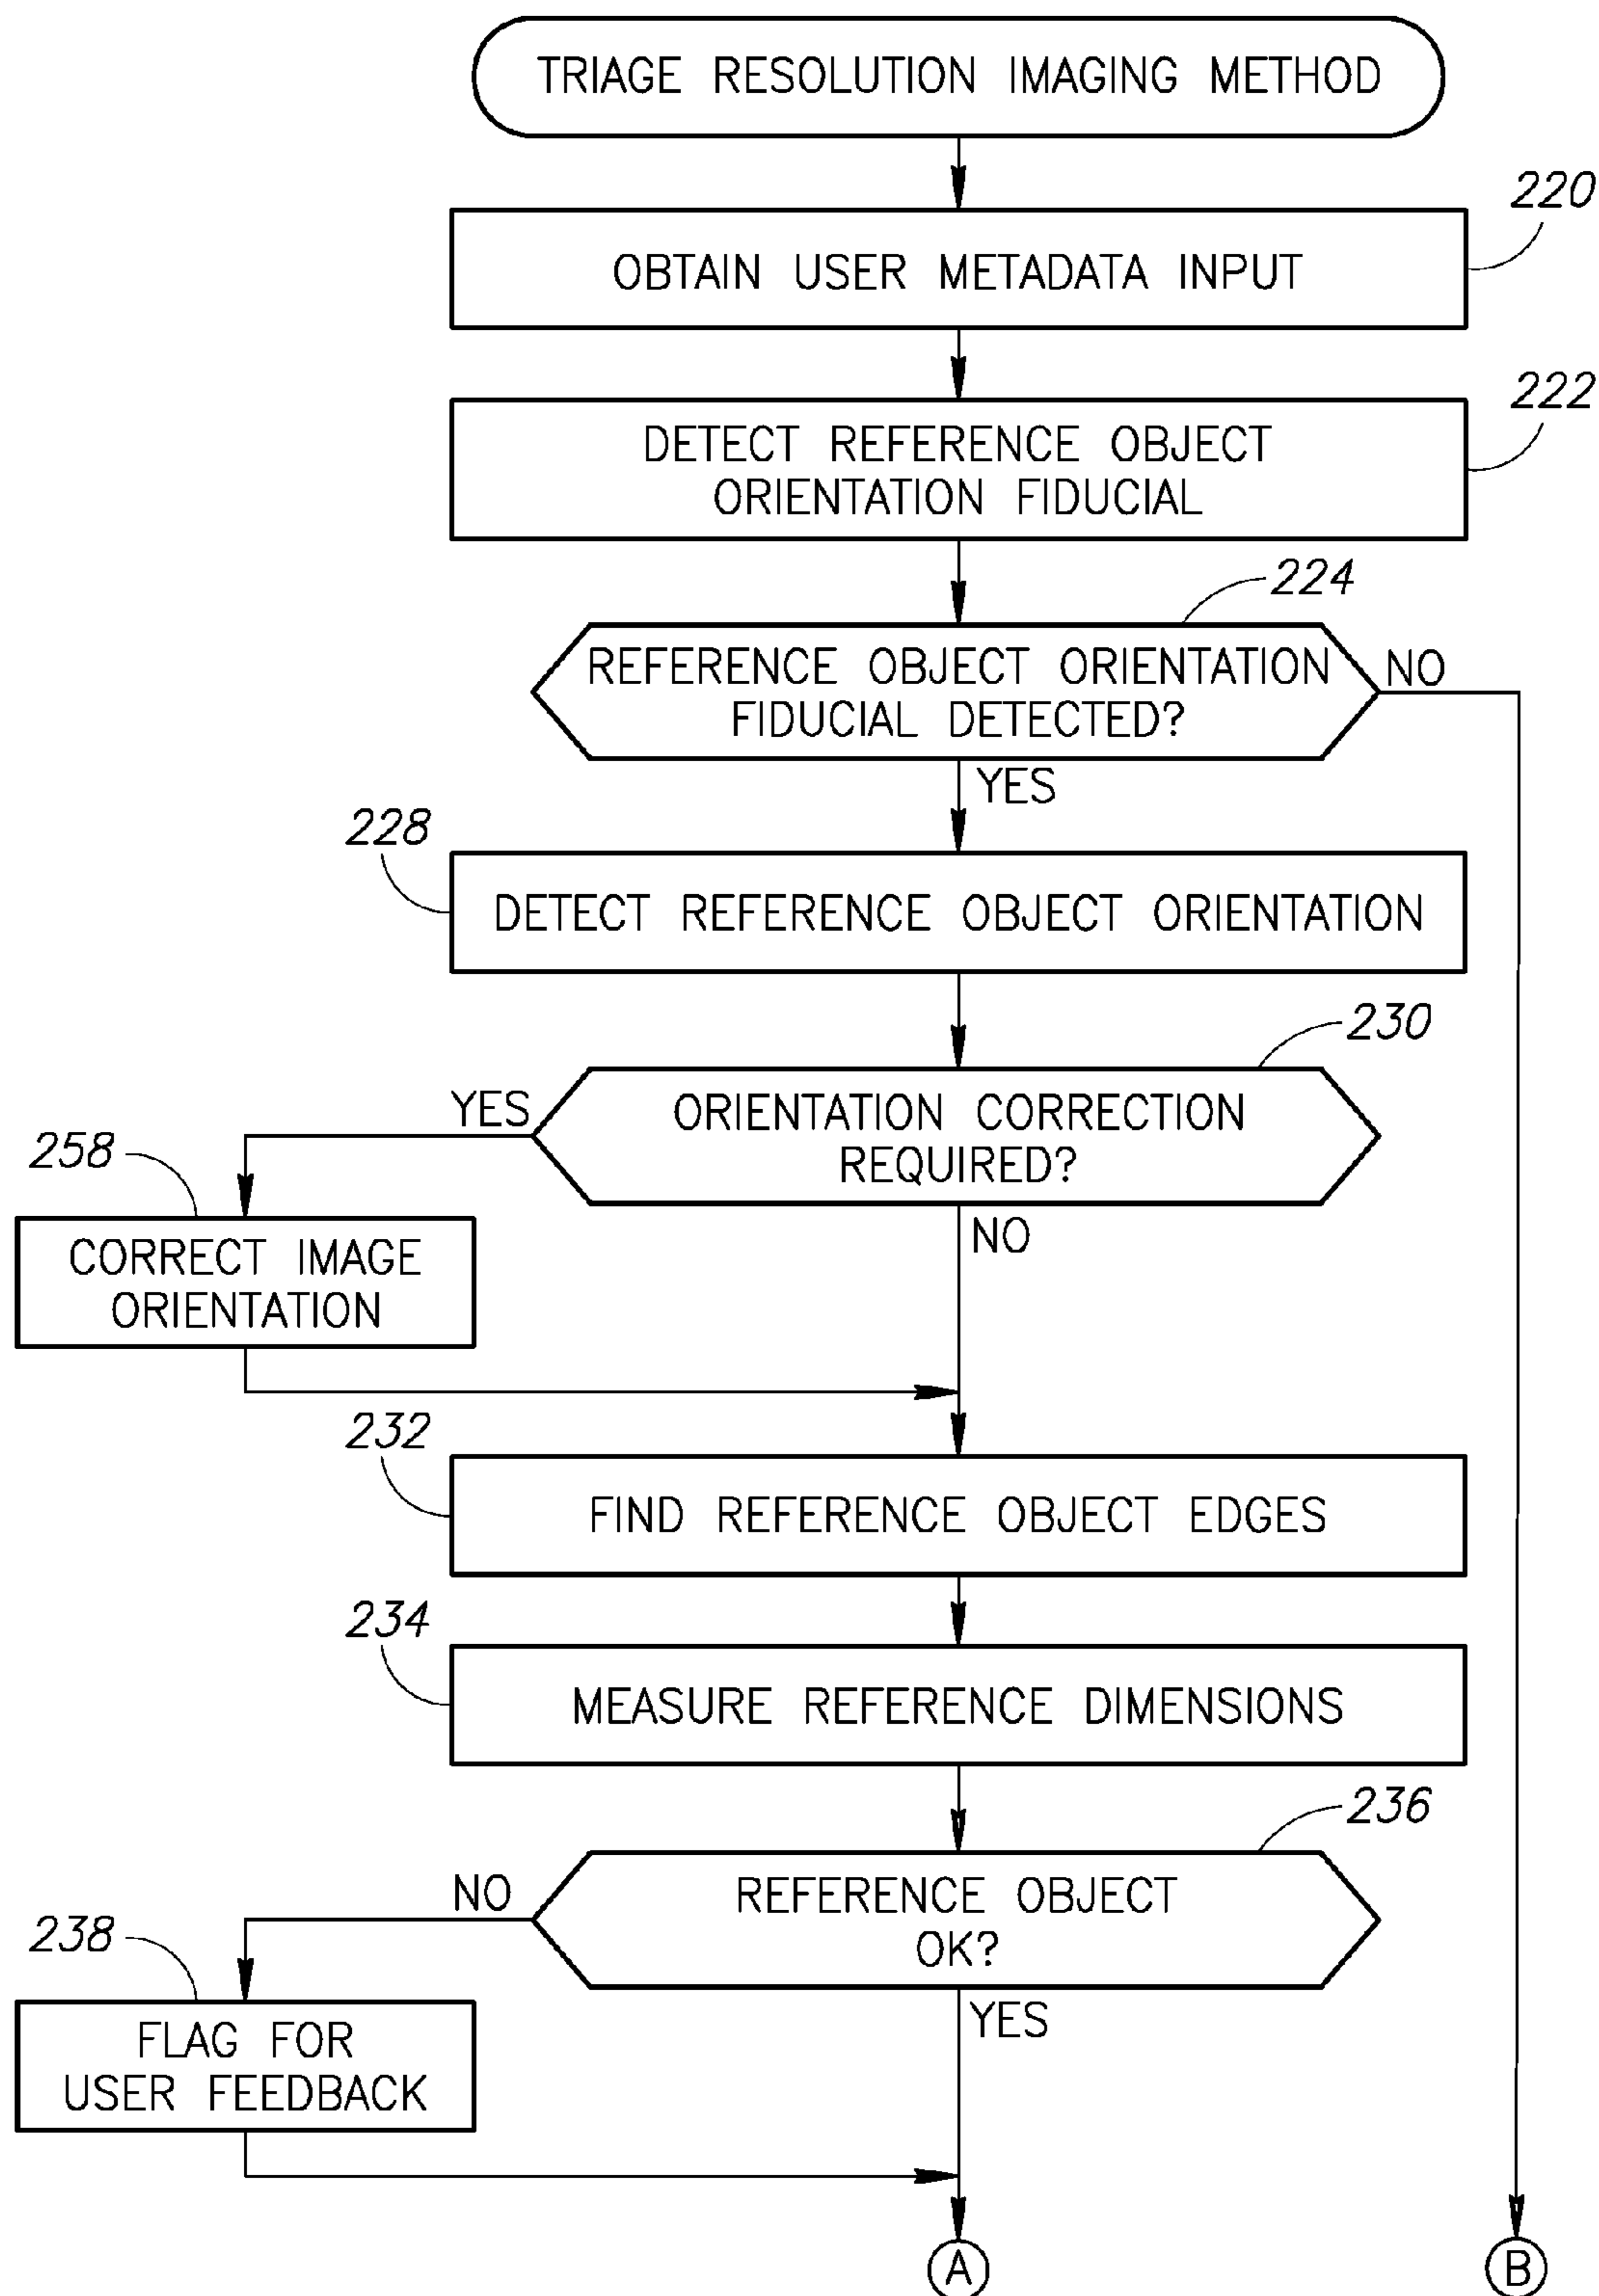 TRIAGE RESOLUTION IMAGING METHOD
220
OBTAIN USER METADATA INPUT
222
DETECT REFERENCE OBJECT
ORIENTATION FIDUCIAL
224
REFERENCE OBJECT ORIENTATION
FIDUCIAL DETECTED?
NO
YES
228
DETECT REFERENCE OBJECT ORIENTATION
230
YES
ORIENTATION CORRECTION
REQUIRED?
258
NO
CORRECT IMAGE
ORIENTATION
232
FIND REFERENCE OBJECT EDGES
234
MEASURE REFERENCE DIMENSIONS
236
NO
REFERENCE OBJECT
OK?
238
YES
FLAG FOR
USER FEEDBACK
A
B